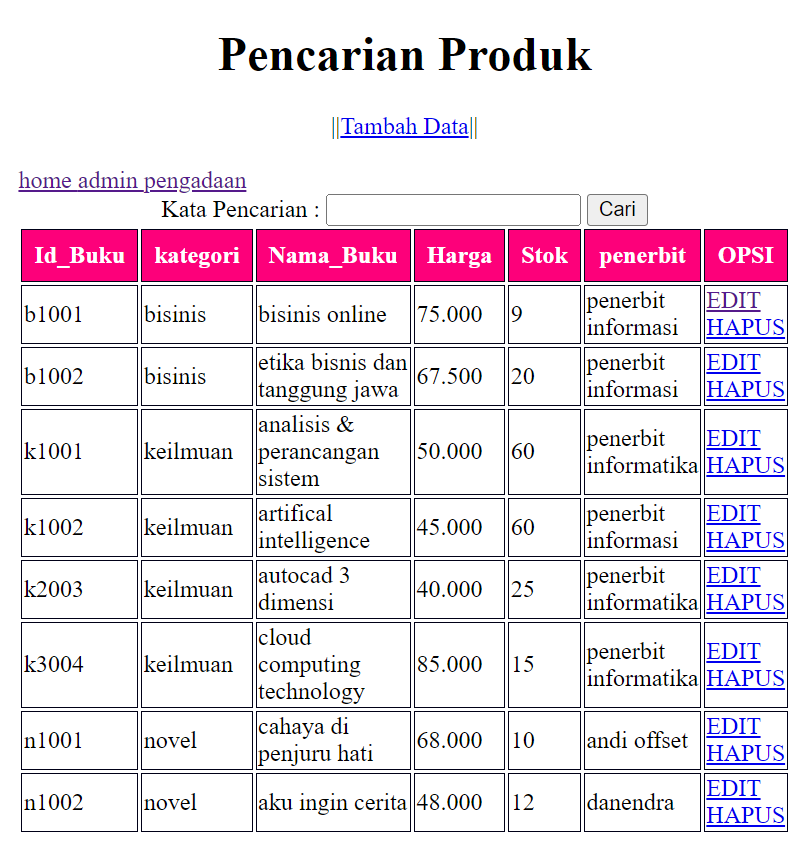 Pencarian Produk
||Tambah Data||
home admin pengadaan
Kata Pencarian : Cari
Id_Buku kategori Nama_Buku Harga Stok penerbit OPSI
b1001 bisinis bisinis online 75.000 9 penerbit informasi EDIT HAPUS
b1002 bisinis etika bisnis dan tanggung jawa 67.500 20 penerbit informasi EDIT HAPUS
k1001 keilmuan analisis & perancangan sistem 50.000 60 penerbit informatika EDIT HAPUS
k1002 keilmuan artifical intelligence 45.000 60 penerbit informasi EDIT HAPUS
k2003 keilmuan autocad 3 dimensi 40.000 25 penerbit informatika EDIT HAPUS
k3004 keilmuan cloud computing technology 85.000 15 penerbit informatika EDIT HAPUS
n1001 novel cahaya di penjuru hati 68.000 10 andi offset EDIT HAPUS
n1002 novel aku ingin cerita 48.000 12 danendra EDIT HAPUS